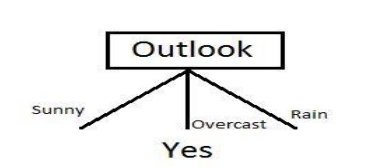 Outlook
Sunny
Overcast
Rain
Yes